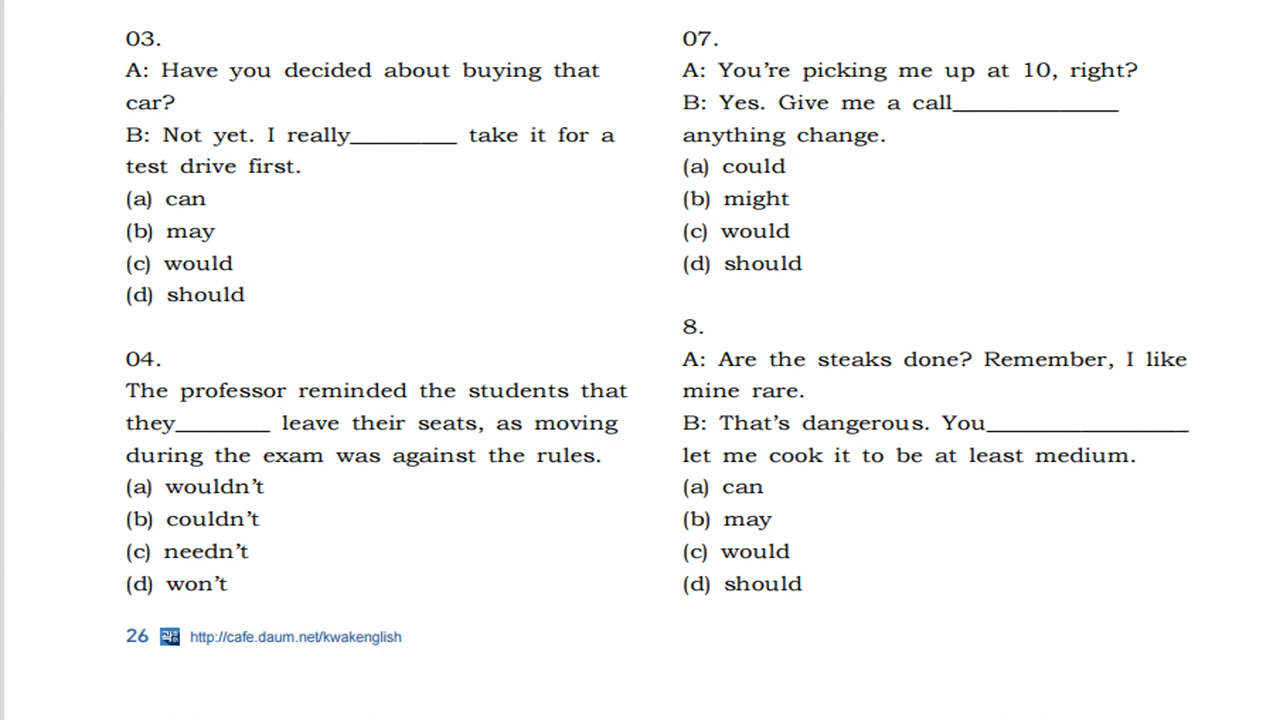 03.
A: Have you decided about buying that
car?
B: Not yet. I really________ take it for a
test drive first.
(a) can
(b) may
(c) would
(d) should
04.
The professor reminded the students that
they_______ leave their seats, as moving
during the exam was against the rules.
(a) wouldn't
(b) couldn't
(c) needn't
(d) won't
26 http://cafe.daum.net/kwakenglish
07.
A: You're picking me up at 10, right?
B: Yes. Give me a call____________
anything change.
(a) could
(b) might
(c) would
(d) should
8.
A: Are the steaks done? Remember, I like
mine rare.
B: That's dangerous. You_______________
let me cook it to be at least medium.
(a) can
(b) may
(c) would
(d) should